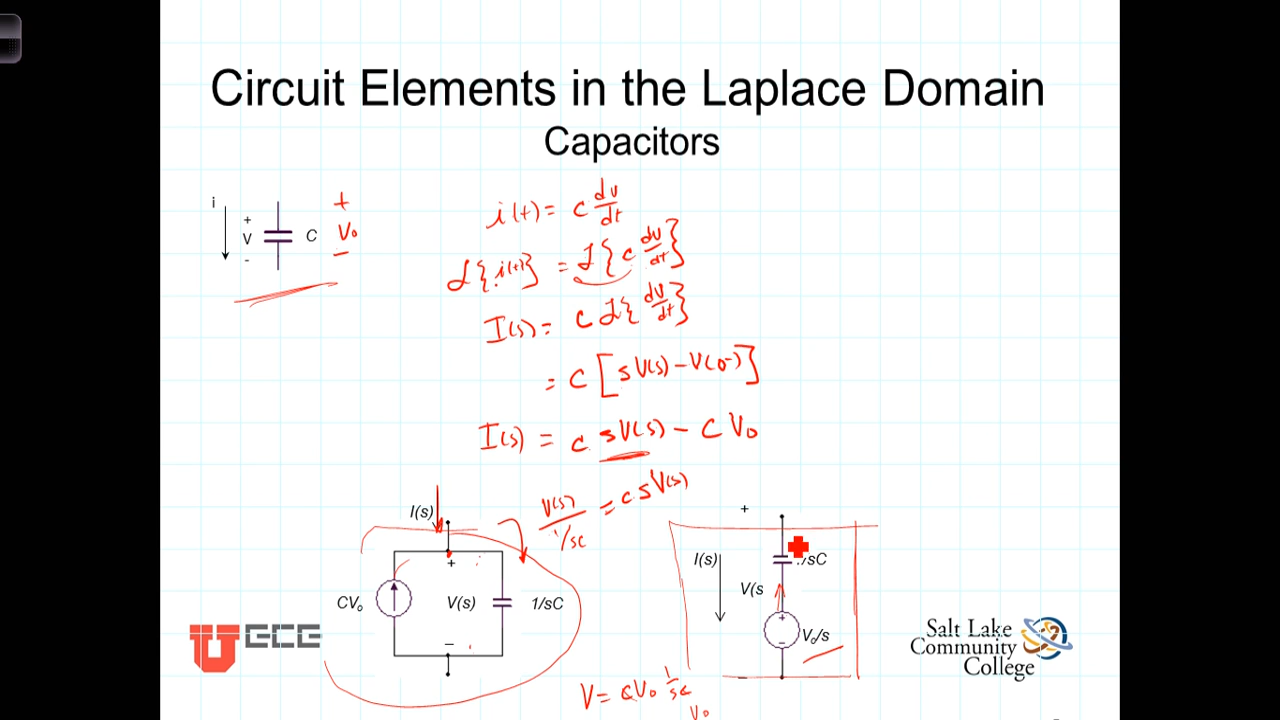 Circuit Elements in the Laplace Domain
Capacitors
i
+
V
-
C
+
V₀
−
i(t) = c dv/dt
ℒ{i(t)} = ℒ{c dv/dt}
I(s) = c ℒ{dv/dt}
= c [sV(s) − V(0⁻)]
I(s) = c sV(s) − C V₀
V(s)/1/sc = c s V(s)
I(s)
+
CV₀
V(s)
1/sC
−
+
I(s)
/sC
V(s
+
−
V₀/s
−
V = CV₀ 1/sc
V₀
U ECE
Salt Lake
Community
College